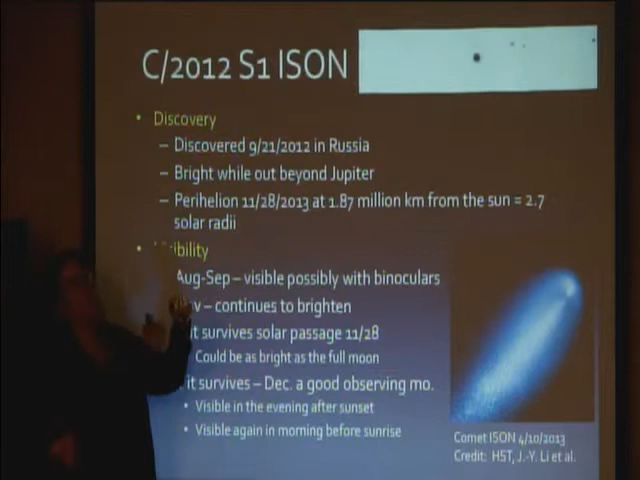 C/2012 S1 ISON
• Discovery
– Discovered 9/21/2012 in Russia
– Bright while out beyond Jupiter
– Perihelion 11/28/2013 at 1.87 million km from the sun = 2.7
solar radii
• ibility
Aug-Sep – visible possibly with binoculars
– continues to brighten
it survives solar passage 11/28
Could be as bright as the full moon
it survives – Dec. a good observing mo.
• Visible in the evening after sunset
• Visible again in morning before sunrise
Comet ISON 4/10/2013
Credit: HST, J.-Y. Li et al.